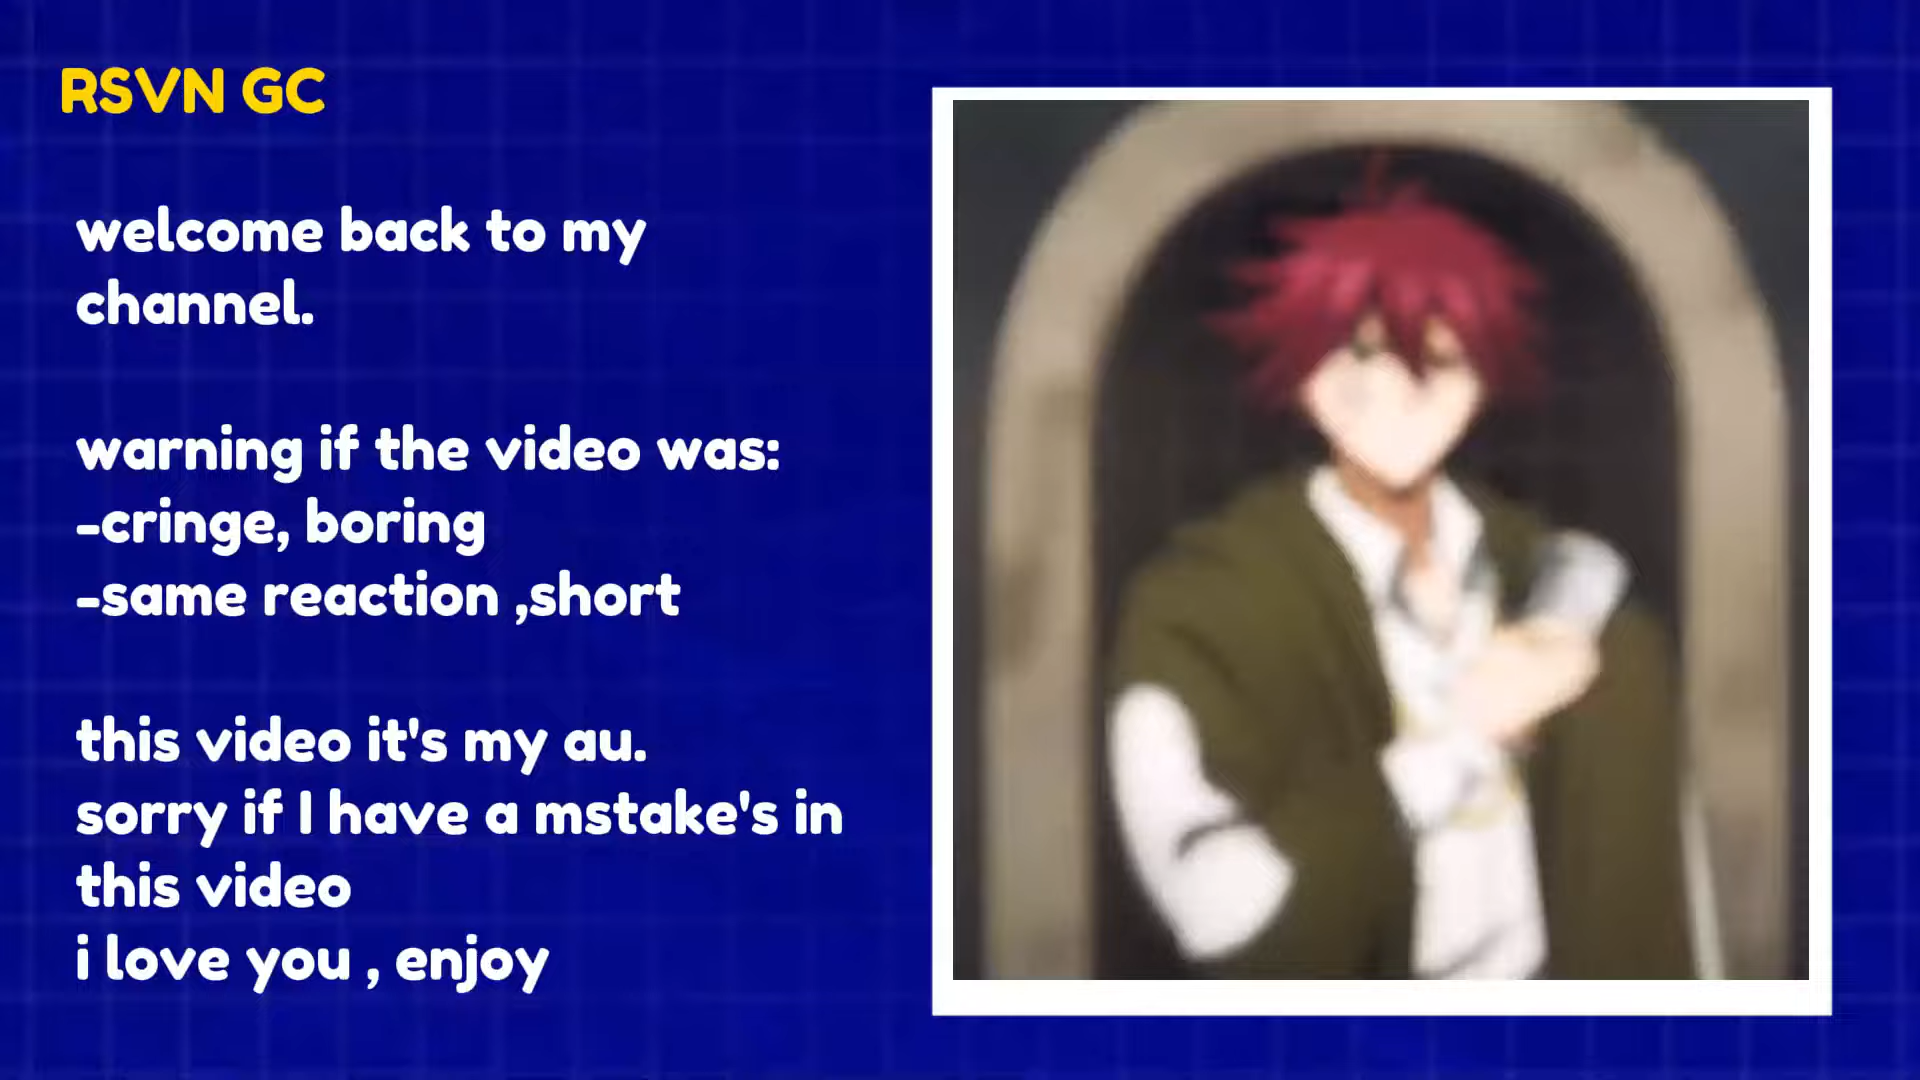 RSVN GC
welcome back to my
channel.
warning if the video was:
-cringe, boring
-same reaction ,short
this video it's my au.
sorry if I have a mstake's in
this video
i love you , enjoy